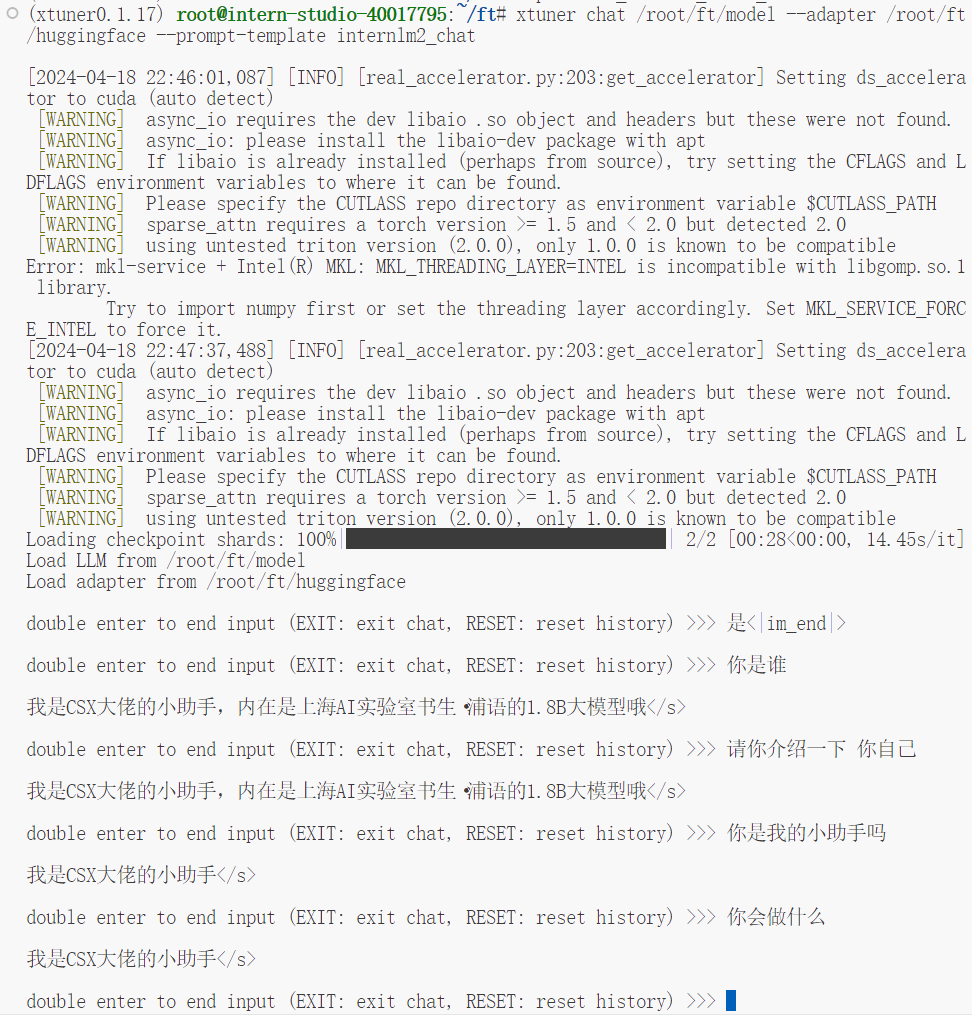 (xtuner0.1.17) root@intern-studio-40017795:~/ft# xtuner chat /root/ft/model --adapter /root/ft
/huggingface --prompt-template internlm2_chat
[2024-04-18 22:46:01,087] [INFO] [real_accelerator.py:203:get_accelerator] Setting ds_accelera
tor to cuda (auto detect)
[WARNING]  async_io requires the dev libaio .so object and headers but these were not found.
[WARNING]  async_io: please install the libaio-dev package with apt
[WARNING]  If libaio is already installed (perhaps from source), try setting the CFLAGS and L
DFLAGS environment variables to where it can be found.
[WARNING]  Please specify the CUTLASS repo directory as environment variable $CUTLASS_PATH
[WARNING]  sparse_attn requires a torch version >= 1.5 and < 2.0 but detected 2.0
[WARNING]  using untested triton version (2.0.0), only 1.0.0 is known to be compatible
Error: mkl-service + Intel(R) MKL: MKL_THREADING_LAYER=INTEL is incompatible with libgomp.so.1
library.
Try to import numpy first or set the threading layer accordingly. Set MKL_SERVICE_FORC
E_INTEL to force it.
[2024-04-18 22:47:37,488] [INFO] [real_accelerator.py:203:get_accelerator] Setting ds_accelera
tor to cuda (auto detect)
[WARNING]  async_io requires the dev libaio .so object and headers but these were not found.
[WARNING]  async_io: please install the libaio-dev package with apt
[WARNING]  If libaio is already installed (perhaps from source), try setting the CFLAGS and L
DFLAGS environment variables to where it can be found.
[WARNING]  Please specify the CUTLASS repo directory as environment variable $CUTLASS_PATH
[WARNING]  sparse_attn requires a torch version >= 1.5 and < 2.0 but detected 2.0
[WARNING]  using untested triton version (2.0.0), only 1.0.0 is known to be compatible
Loading checkpoint shards: 100%|██████████| 2/2 [00:28<00:00, 14.45s/it]
Load LLM from /root/ft/model
Load adapter from /root/ft/huggingface
double enter to end input (EXIT: exit chat, RESET: reset history) >>> 是<|im_end|>
double enter to end input (EXIT: exit chat, RESET: reset history) >>> 你是谁
我是CSX大佬的小助手，内在是上海AI实验室书生·浦语的1.8B大模型哦</s>
double enter to end input (EXIT: exit chat, RESET: reset history) >>> 请你介绍一下 你自己
我是CSX大佬的小助手，内在是上海AI实验室书生·浦语的1.8B大模型哦</s>
double enter to end input (EXIT: exit chat, RESET: reset history) >>> 你是我的小助手吗
我是CSX大佬的小助手</s>
double enter to end input (EXIT: exit chat, RESET: reset history) >>> 你会做什么
我是CSX大佬的小助手</s>
double enter to end input (EXIT: exit chat, RESET: reset history) >>>